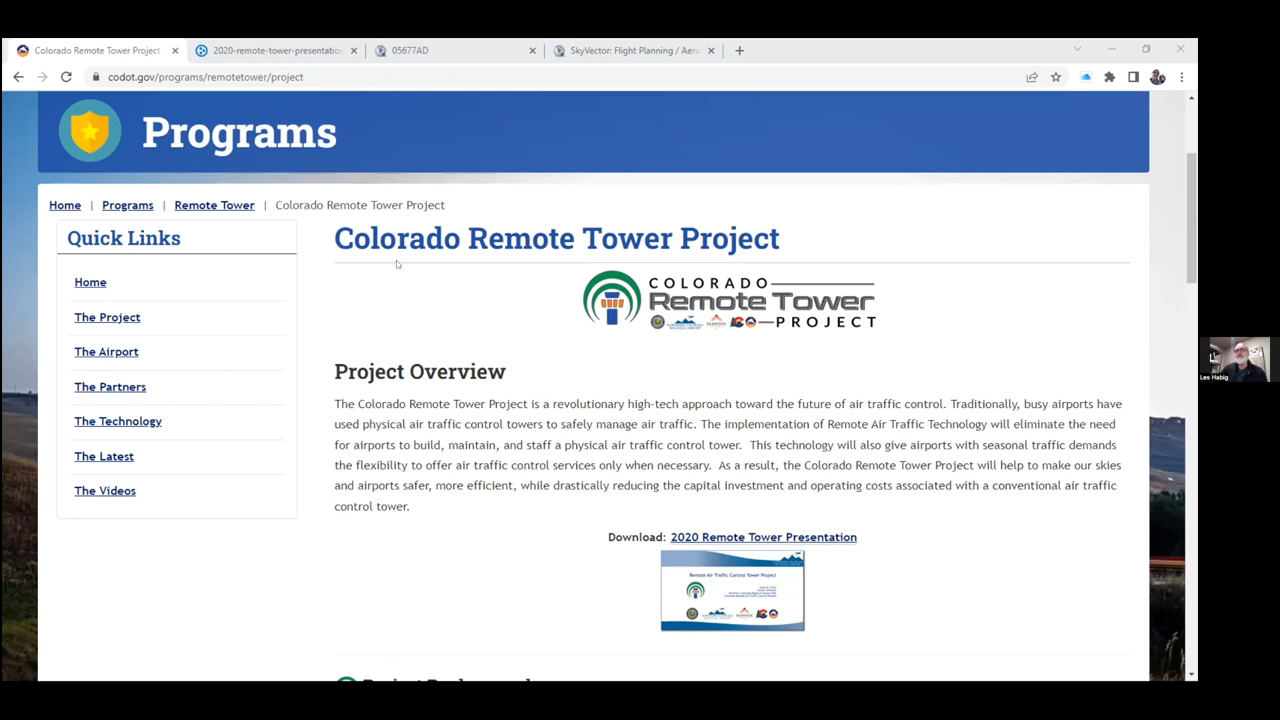 Colorado Remote Tower Project
2020-remote-tower-presentation
05677AD
SkyVector: Flight Planning / Aero
codot.gov/programs/remotetower/project
Programs
Home | Programs | Remote Tower | Colorado Remote Tower Project
Quick Links
Home
The Project
The Airport
The Partners
The Technology
The Latest
The Videos
Colorado Remote Tower Project
COLORADO
Remote Tower
PROJECT
Project Overview
The Colorado Remote Tower Project is a revolutionary high-tech approach toward the future of air traffic control. Traditionally, busy airports have
used physical air traffic control towers to safely manage air traffic. The implementation of Remote Air Traffic Technology will eliminate the need
for airports to build, maintain, and staff a physical air traffic control tower. This technology will also give airports with seasonal traffic demands
the flexibility to offer air traffic control services only when necessary. As a result, the Colorado Remote Tower Project will help to make our skies
and airports safer, more efficient, while drastically reducing the capital investment and operating costs associated with a conventional air traffic
control tower.
Download: 2020 Remote Tower Presentation
Remote Air Traffic Control Tower Project
Les Habig